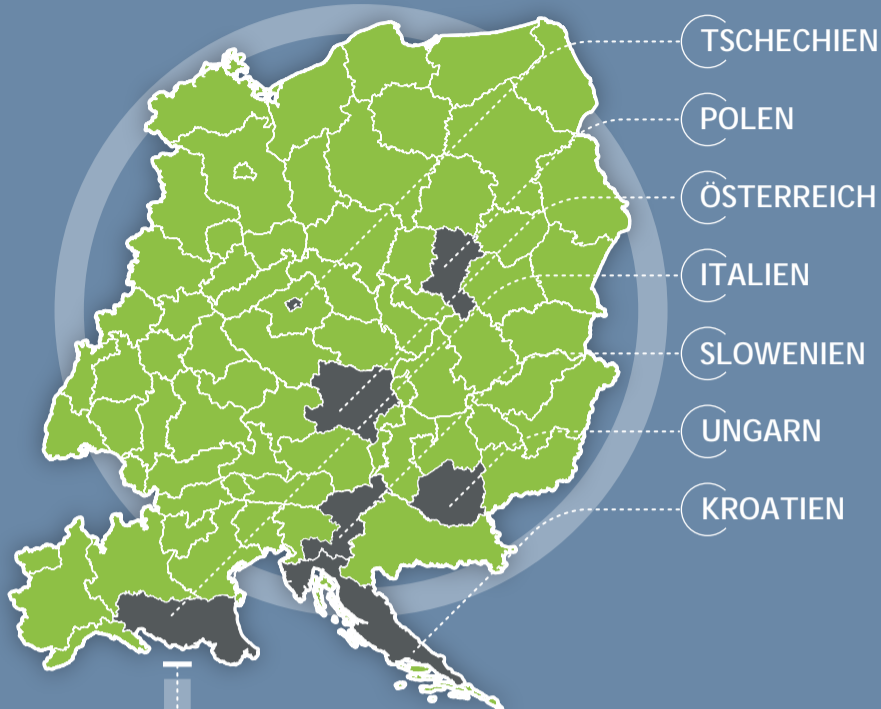 TSCHECHIEN
POLEN
ÖSTERREICH
ITALIEN
SLOWENIEN
UNGARN
KROATIEN